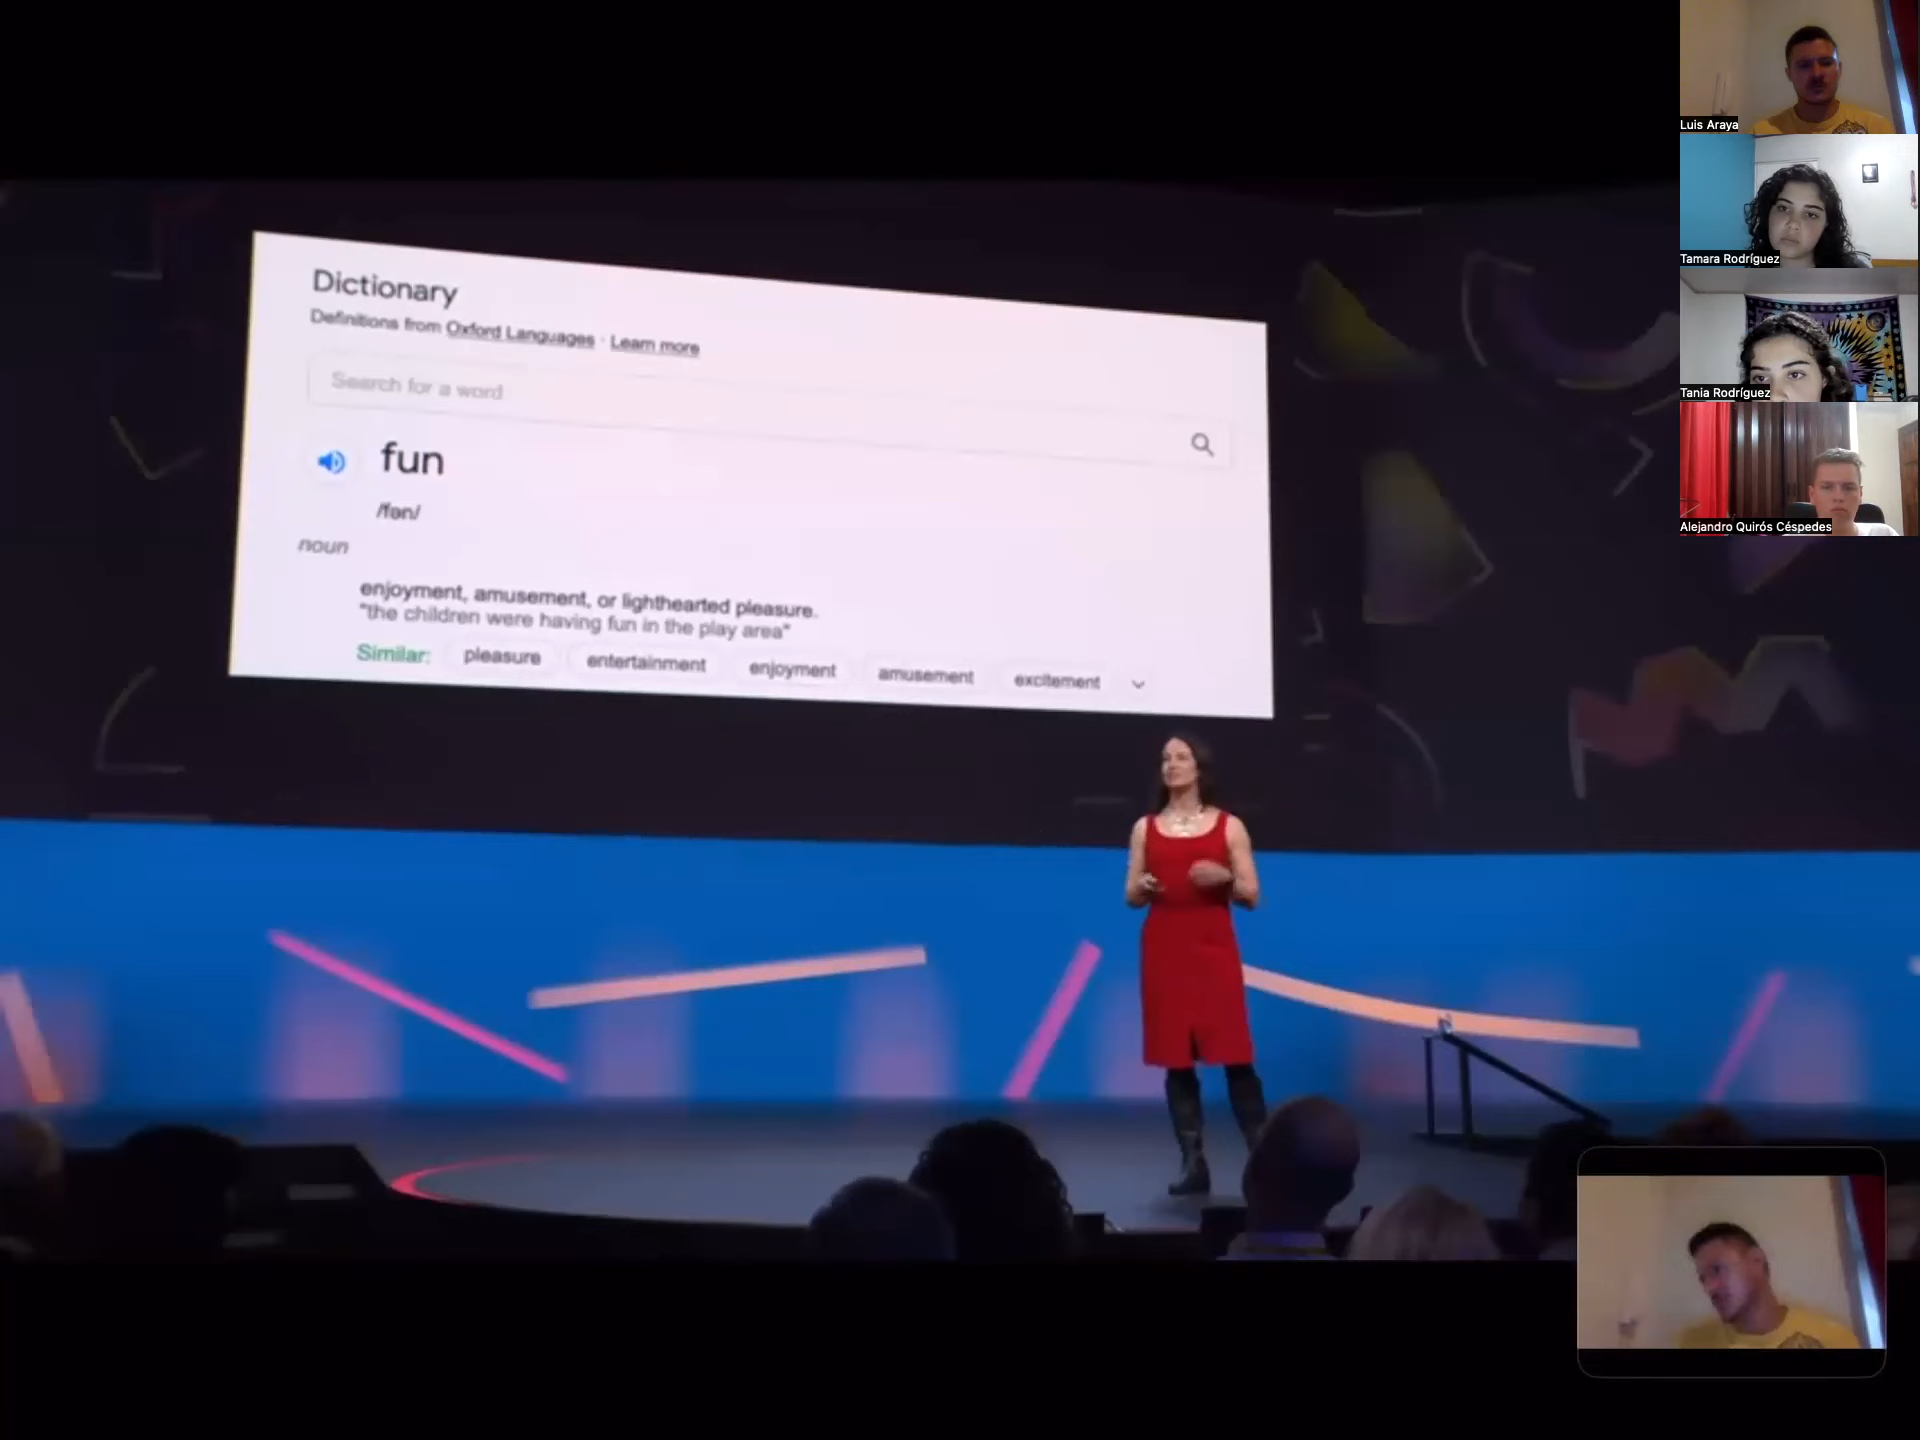 Dictionary
Definitions from Oxford Languages · Learn more
Search for a word
fun
/fən/
noun
enjoyment, amusement, or lighthearted pleasure.
"the children were having fun in the play area"
Similar: pleasure entertainment enjoyment amusement excitement
Luis Araya
Tamara Rodríguez
Tania Rodríguez
Alejandro Quirós Céspedes